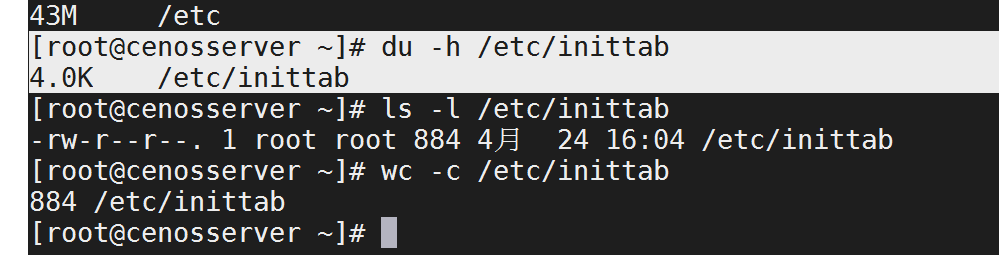 43M     /etc
[root@cenosserver ~]# du -h /etc/inittab
4.0K    /etc/inittab
[root@cenosserver ~]# ls -l /etc/inittab
-rw-r--r--. 1 root root 884 4月  24 16:04 /etc/inittab
[root@cenosserver ~]# wc -c /etc/inittab
884 /etc/inittab
[root@cenosserver ~]#